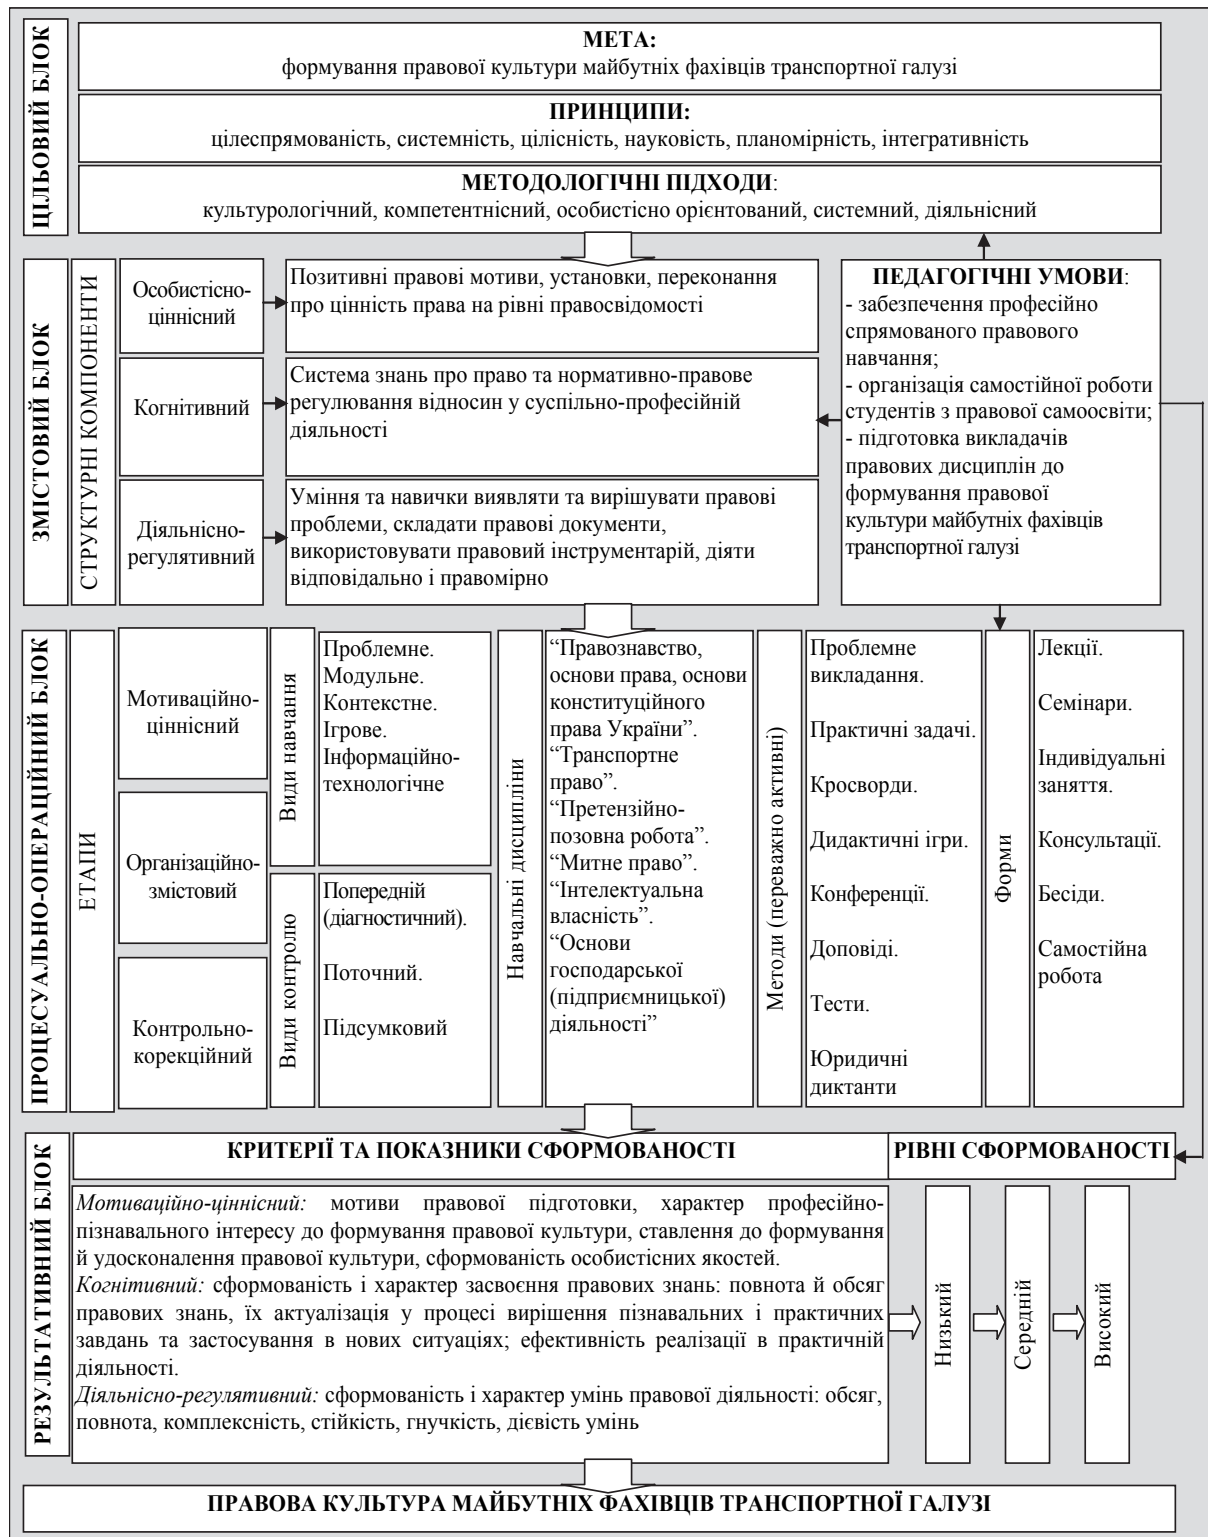 ЦІЛЬОВИЙ БЛОК
МЕТА:
формування правової культури майбутніх фахівців транспортної галузі
ПРИНЦИПИ:
цілеспрямованість, системність, цілісність, науковість, планомірність, інтегративність
МЕТОДОЛОГІЧНІ ПІДХОДИ:
культурологічний, компетентнісний, особистісно орієнтований, системний, діяльнісний
ЗМІСТОВИЙ БЛОК
СТРУКТУРНІ КОМПОНЕНТИ
Особистісно-
ціннісний
Позитивні правові мотиви, установки, переконання
про цінність права на рівні правосвідомості
Когнітивний
Система знань про право та нормативно-правове
регулювання відносин у суспільно-професійній
діяльності
Діяльнісно-
регулятивний
Уміння та навички виявляти та вирішувати правові
проблеми, складати правові документи,
використовувати правовий інструментарій, діяти
відповідально і правомірно
ПЕДАГОГІЧНІ УМОВИ:
- забезпечення професійно
спрямованого правового
навчання;
- організація самостійної роботи
студентів з правової самоосвіти;
- підготовка викладачів
правових дисциплін до
формування правової
культури майбутніх фахівців
транспортної галузі
ПРОЦЕСУАЛЬНО-ОПЕРАЦІЙНИЙ БЛОК
ЕТАПИ
Мотиваційно-
ціннісний
Організаційно-
змістовий
Контрольно-
корекційний
Види навчання
Проблемне.
Модульне.
Контекстне.
Ігрове.
Інформаційно-
технологічне
Види контролю
Попередній
(діагностичний).
Поточний.
Підсумковий
Навчальні дисципліни
“Правознавство,
основи права, основи
конституційного
права України”.
“Транспортне
право”.
“Претензійно-
позовна робота”.
“Митне право”.
“Інтелектуальна
власність”.
“Основи
господарської
(підприємницької)
діяльності”
Методи (переважно активні)
Проблемне
викладання.
Практичні задачі.
Кросворди.
Дидактичні ігри.
Конференції.
Доповіді.
Тести.
Юридичні
диктанти
Форми
Лекції.
Семінари.
Індивідуальні
заняття.
Консультації.
Бесіди.
Самостійна
робота
РЕЗУЛЬТАТИВНИЙ БЛОК
КРИТЕРІЇ ТА ПОКАЗНИКИ СФОРМОВАНОСТІ
Мотиваційно-ціннісний: мотиви правової підготовки, характер професійно-
пізнавального інтересу до формування правової культури, ставлення до формування
й удосконалення правової культури, сформованість особистісних якостей.
Когнітивний: сформованість і характер засвоєння правових знань: повнота й обсяг
правових знань, їх актуалізація у процесі вирішення пізнавальних і практичних
завдань та застосування в нових ситуаціях; ефективність реалізації в практичній
діяльності.
Діяльнісно-регулятивний: сформованість і характер умінь правової діяльності: обсяг,
повнота, комплексність, стійкість, гнучкість, дієвість умінь
РІВНІ СФОРМОВАНОСТІ
Низький
Середній
Високий
ПРАВОВА КУЛЬТУРА МАЙБУТНІХ ФАХІВЦІВ ТРАНСПОРТНОЇ ГАЛУЗІ